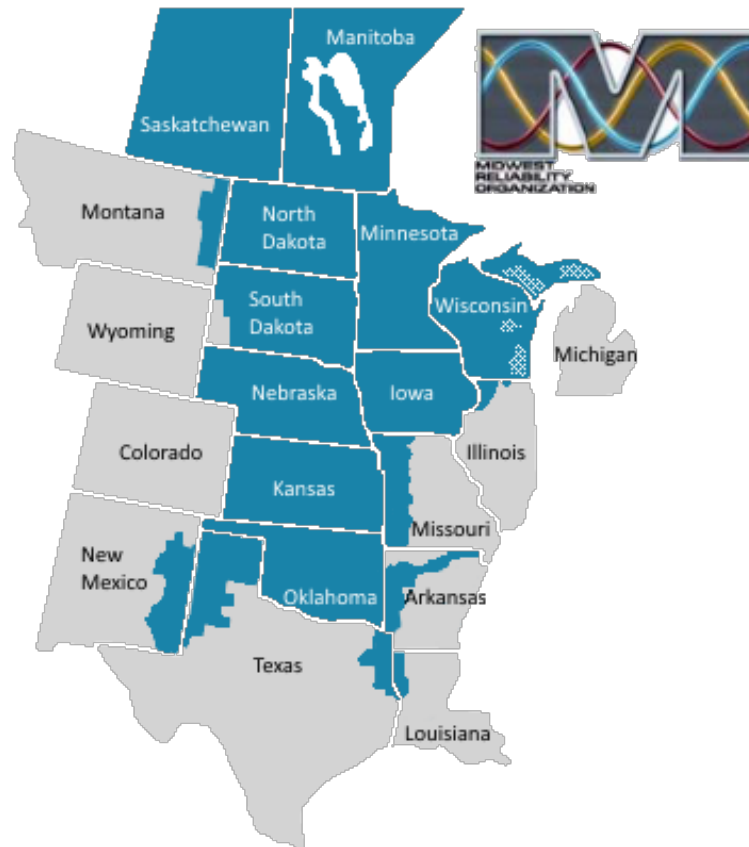 Manitoba
Saskatchewan
MIDWEST
RELIABILITY
ORGANIZATION
Montana
North
Dakota
Minnesota
South
Dakota
Wisconsin
Wyoming
Michigan
Nebraska
Iowa
Colorado
Illinois
Kansas
Missouri
New
Mexico
Oklahoma
Arkansas
Texas
Louisiana